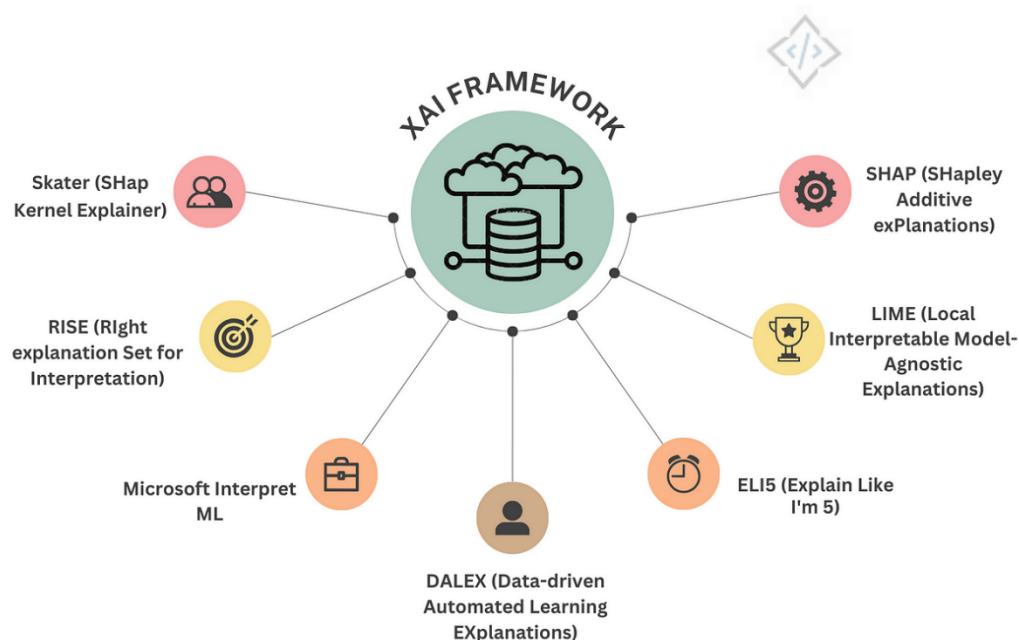 XAI FRAMEWORK
Skater (SHap
Kernel Explainer)
RISE (RIght
explanation Set for
Interpretation)
Microsoft Interpret
ML
DALEX (Data-driven
Automated Learning
EXplanations)
ELI5 (Explain Like
I'm 5)
LIME (Local
Interpretable Model-
Agnostic
Explanations)
SHAP (SHapley
Additive
exPlanations)
</>